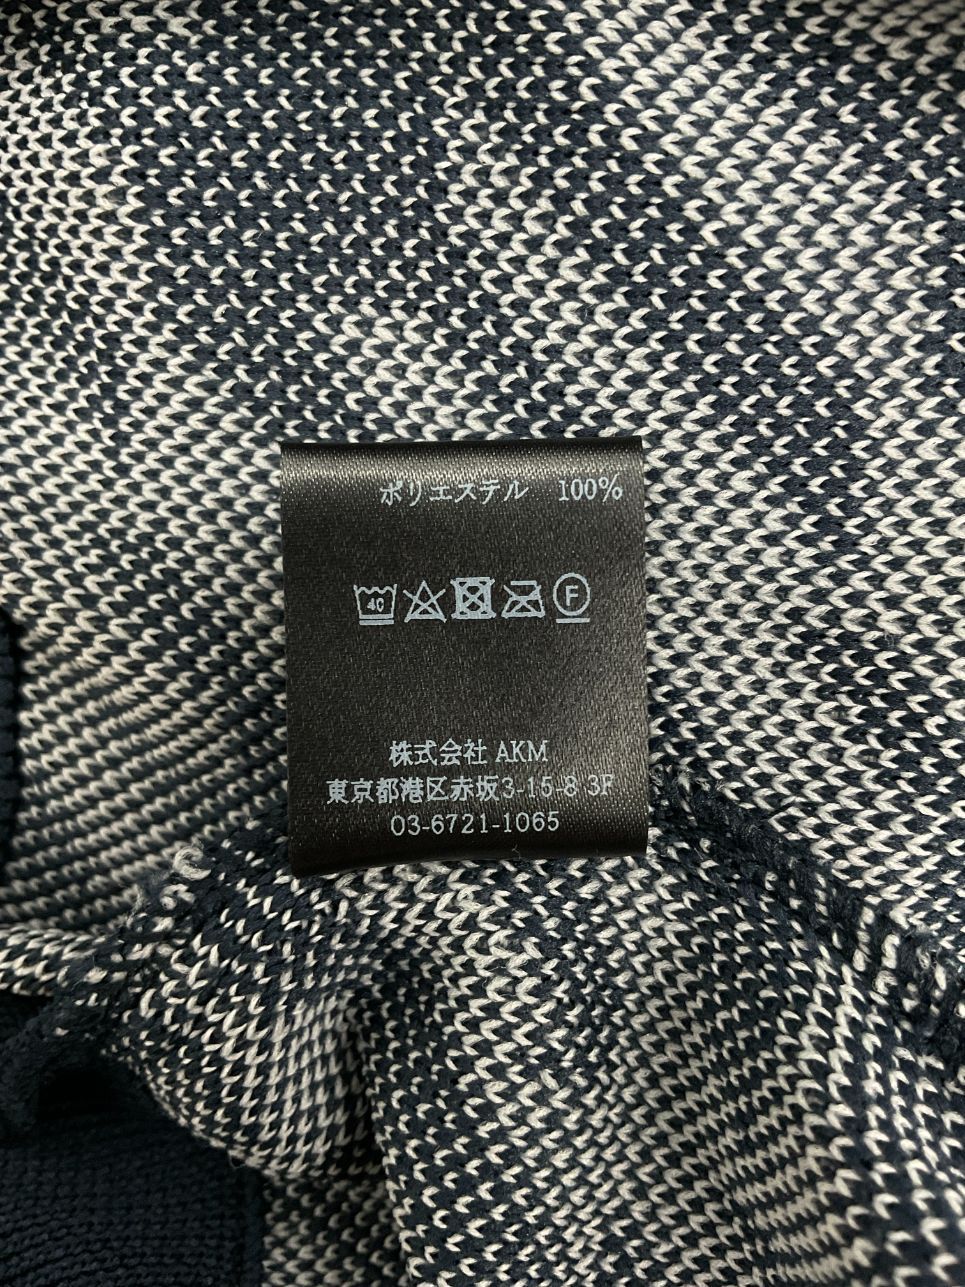 ポリエステル 100%
40
F
株式会社 AKM
東京都港区赤坂3-15-8 3F
03-6721-1065